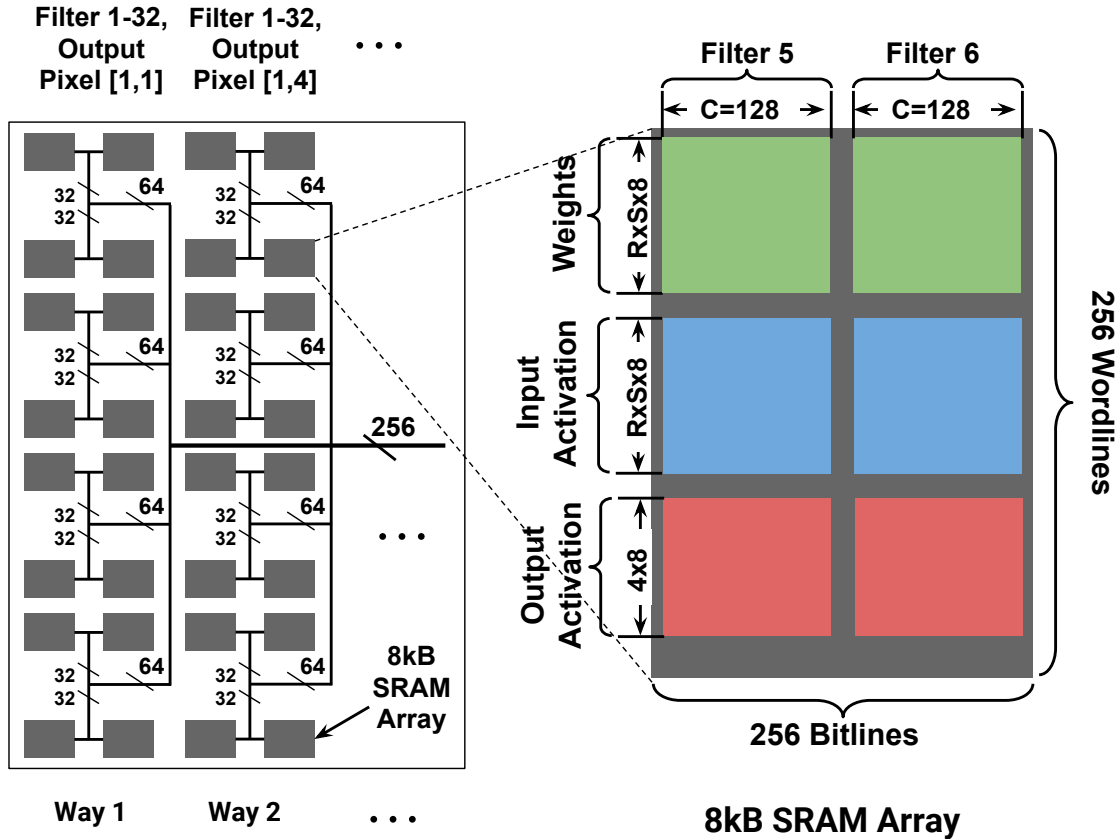 Filter 1-32,
Output
Pixel [1,1]
Filter 1-32,
Output
Pixel [1,4]
• • •
32
32
64
32
32
64
32
32
64
32
32
64
32
32
64
32
32
64
32
32
64
32
32
64
256
• • •
8kB
SRAM
Array
Way 1
Way 2
• • •
Filter 5
Filter 6
C=128
C=128
Weights
RxSx8
Input
Activation
RxSx8
Output
Activation
4x8
256 Wordlines
256 Bitlines
8kB SRAM Array